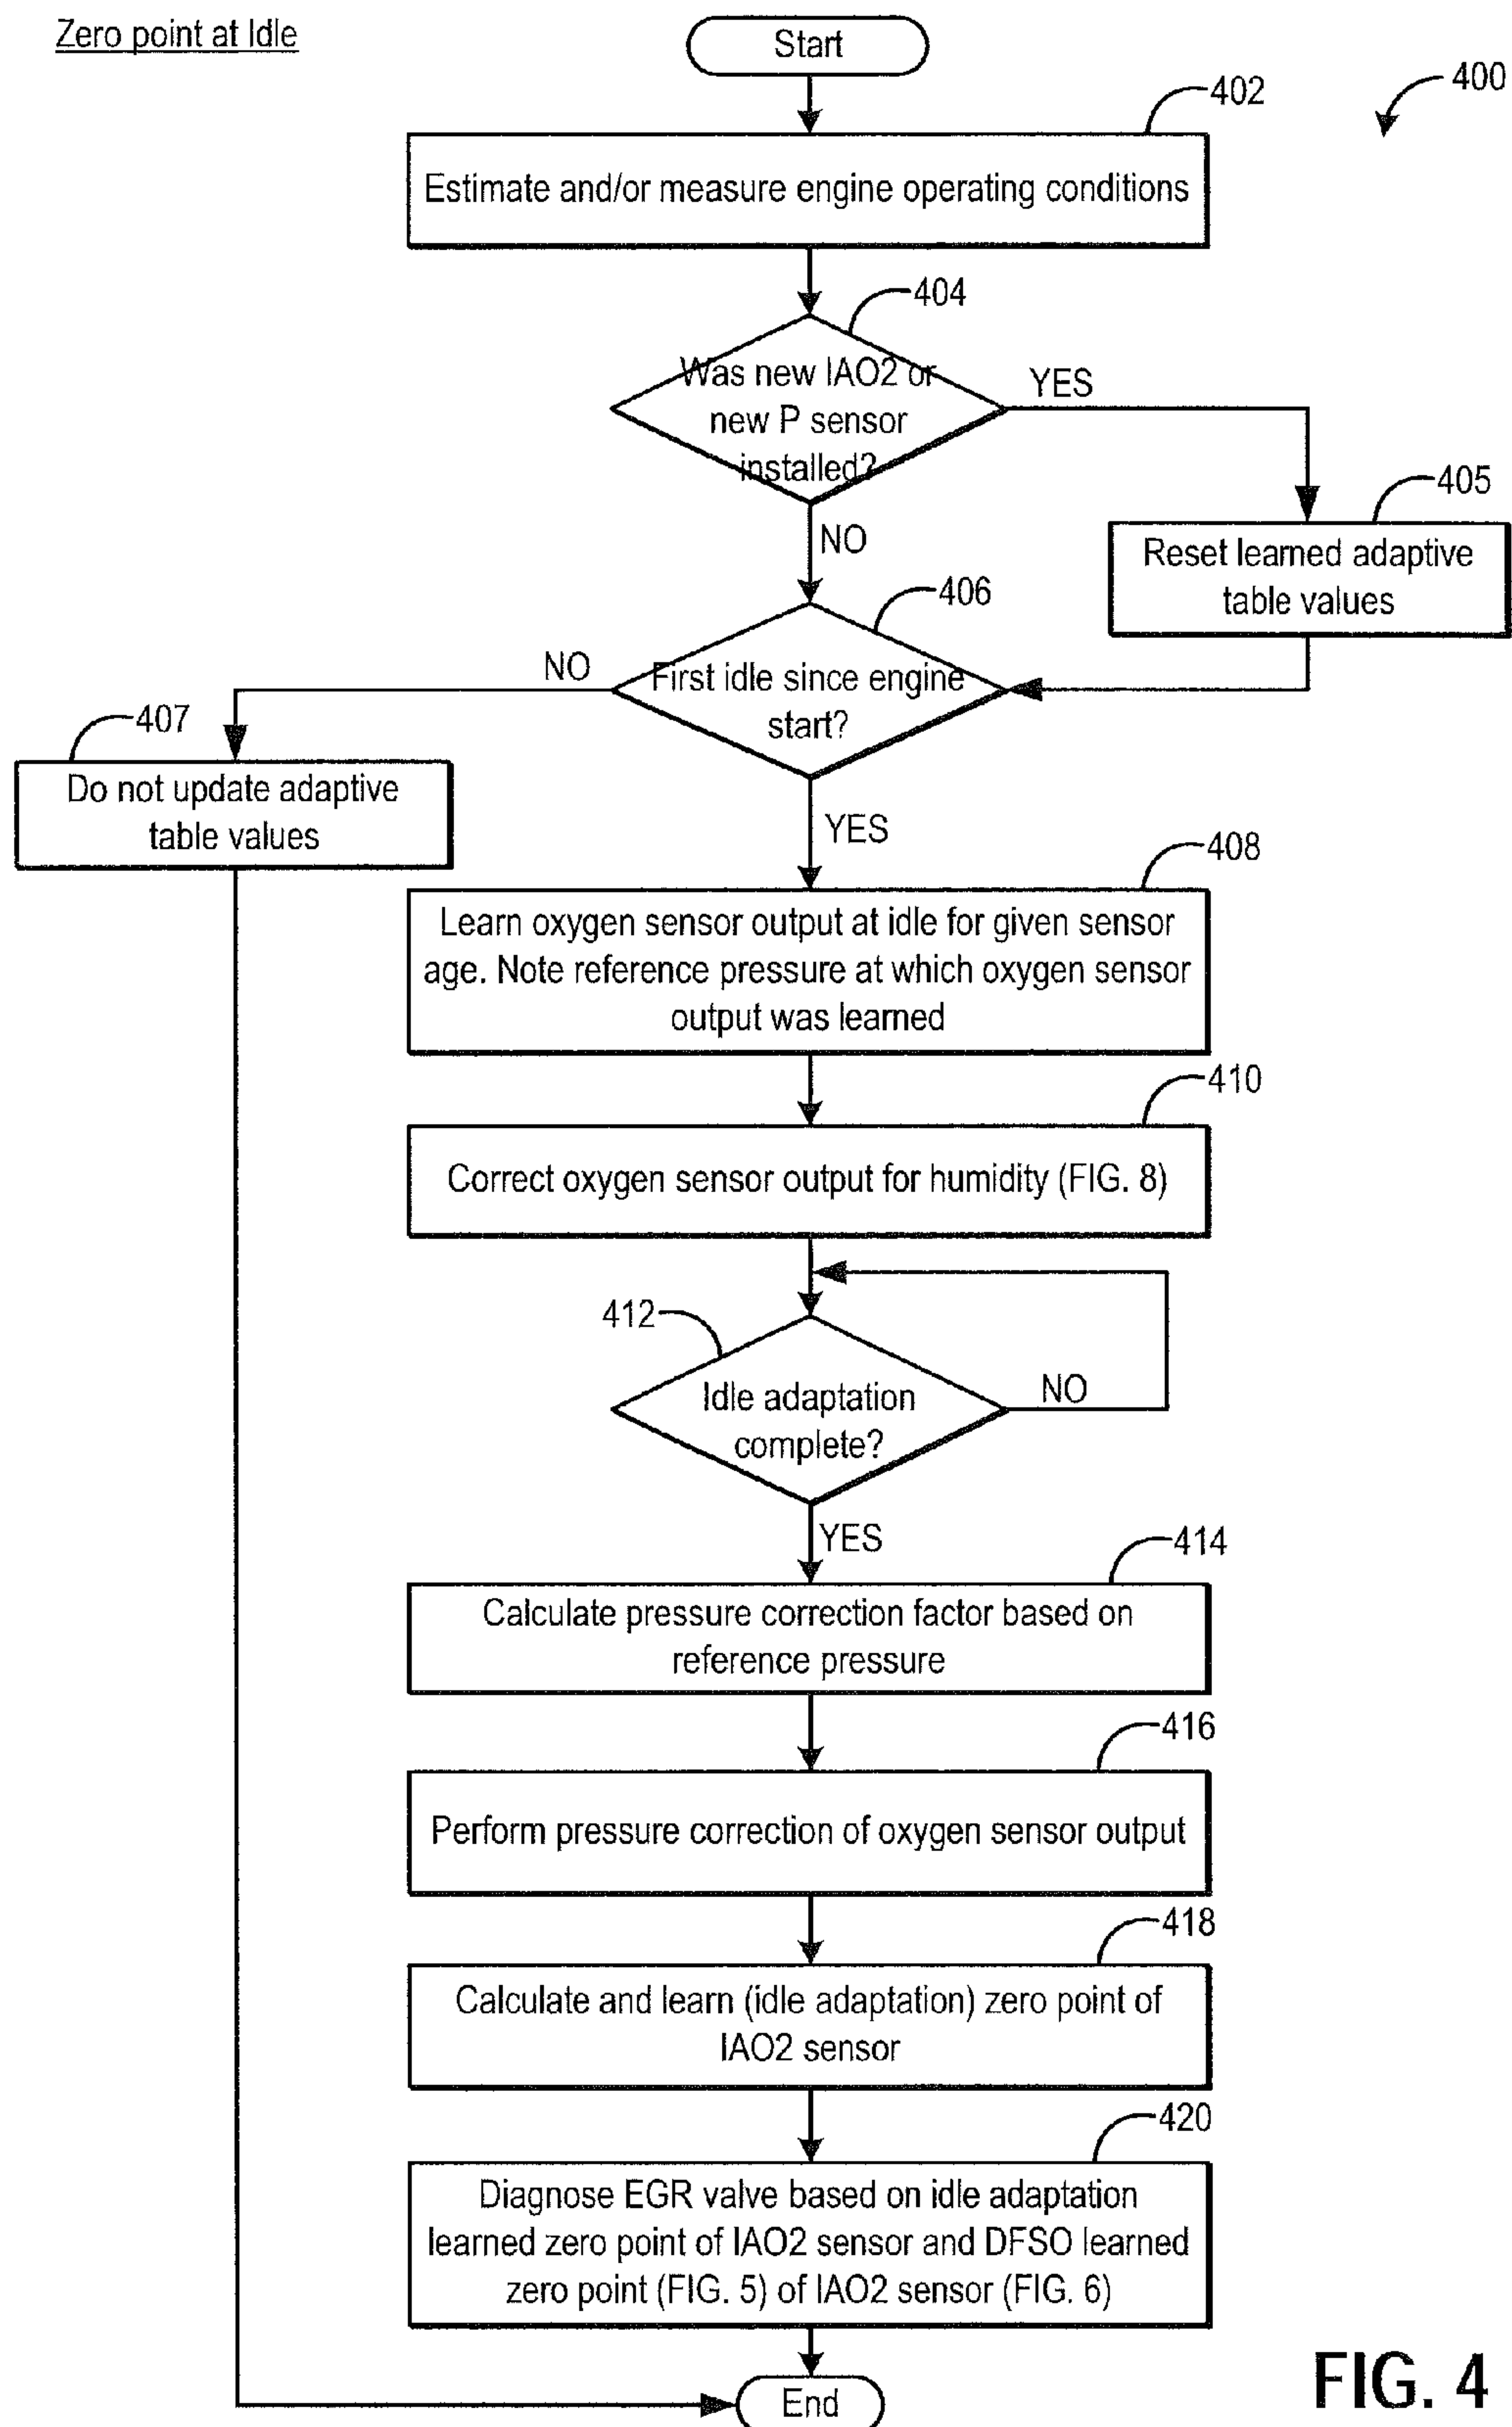 Zero point at Idle
Start
400
402
Estimate and/or measure engine operating conditions
404
Was new IAO2 or
new P sensor
installed?
YES
NO
405
Reset learned adaptive
table values
406
First idle since engine
start?
NO
407
Do not update adaptive
table values
YES
408
Learn oxygen sensor output at idle for given sensor
age. Note reference pressure at which oxygen sensor
output was learned
410
Correct oxygen sensor output for humidity (FIG. 8)
412
Idle adaptation
complete?
NO
YES
414
Calculate pressure correction factor based on
reference pressure
416
Perform pressure correction of oxygen sensor output
418
Calculate and learn (idle adaptation) zero point of
IAO2 sensor
420
Diagnose EGR valve based on idle adaptation
learned zero point of IAO2 sensor and DFSO learned
zero point (FIG. 5) of IAO2 sensor (FIG. 6)
End
FIG. 4